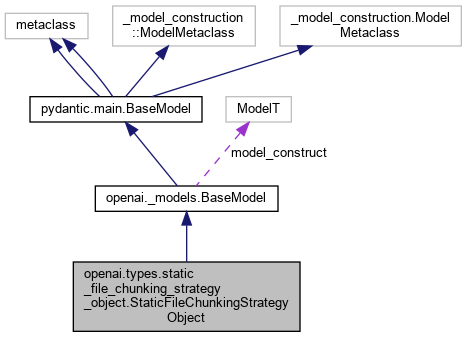 metaclass
_model_construction
::ModelMetaclass
_model_construction.Model
Metaclass
pydantic.main.BaseModel
ModelT
model_construct
openai._models.BaseModel
openai.types.static
_file_chunking_strategy
_object.StaticFileChunkingStrategy
Object